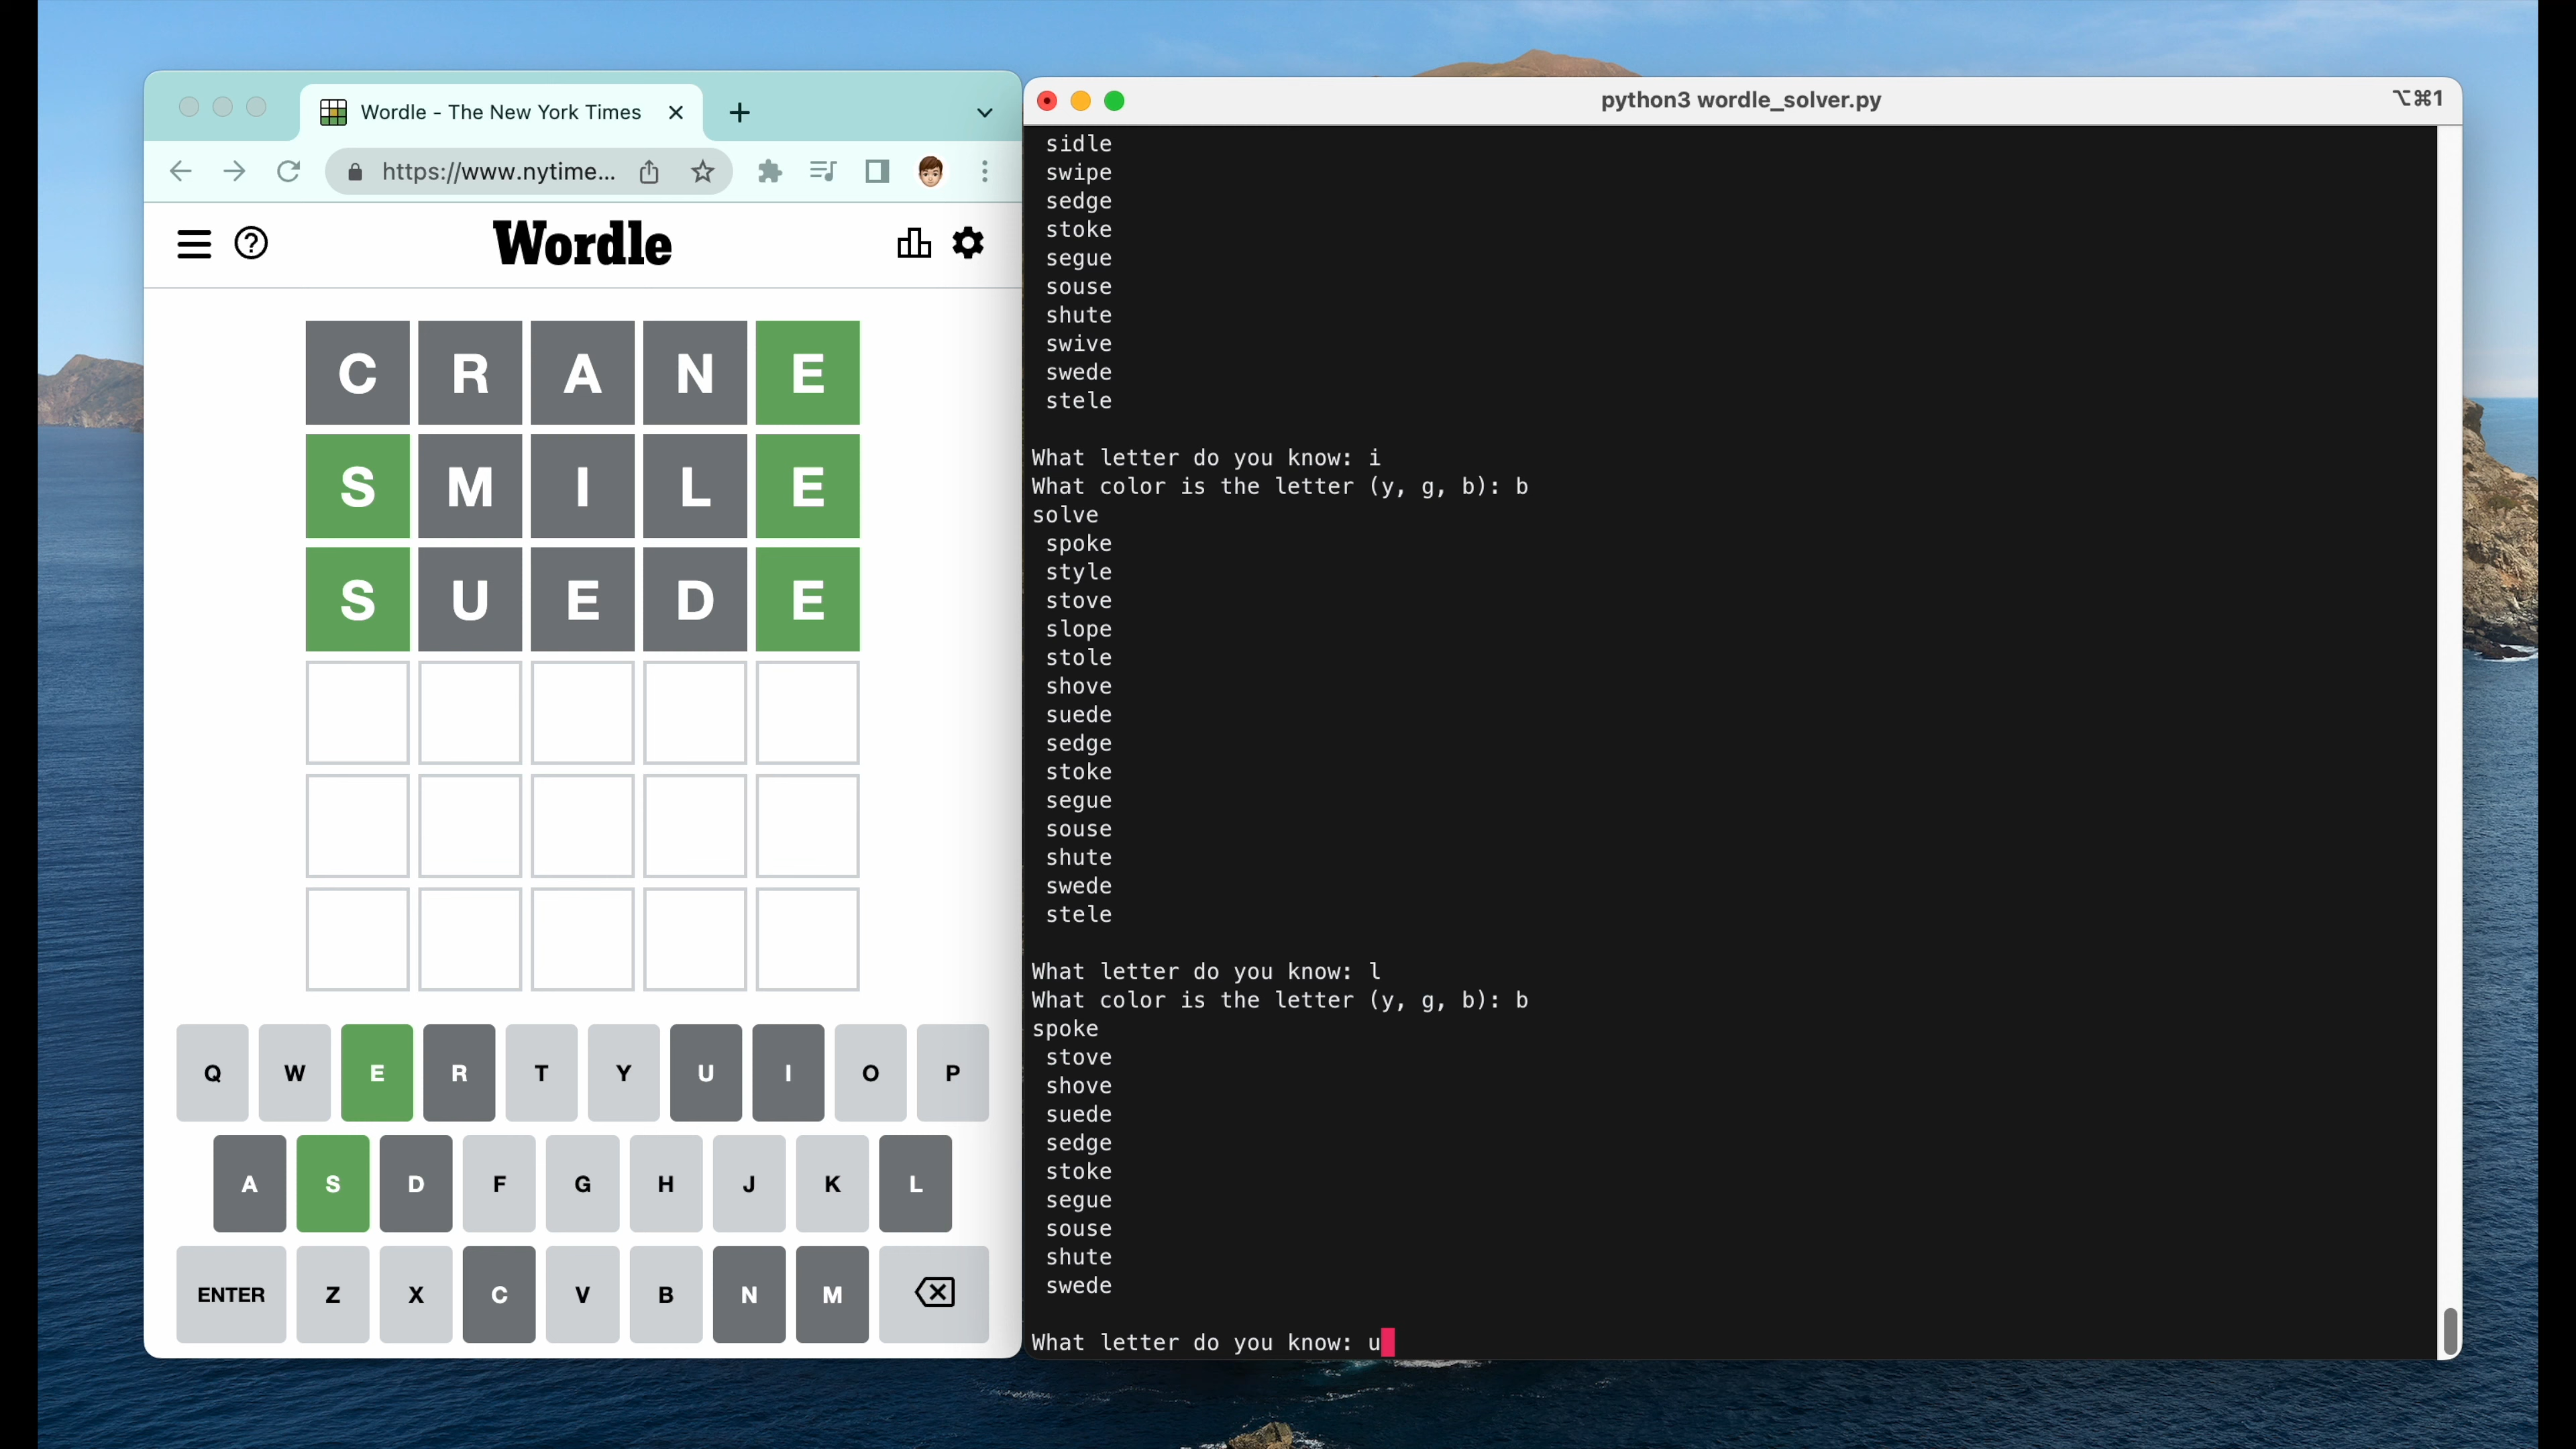 Wordle - The New York Times
https://www.nytime...
Wordle
CRANE
SMILE
SUEDE
Q W E R T Y U I O P
A S D F G H J K L
ENTER Z X C V B N M
python3 wordle_solver.py
⌥⌘1
sidle
swipe
sedge
stoke
segue
souse
shute
swive
swede
stele
What letter do you know: i
What color is the letter (y, g, b): b
solve
spoke
style
stove
slope
stole
shove
suede
sedge
stoke
segue
souse
shute
swede
stele
What letter do you know: l
What color is the letter (y, g, b): b
spoke
stove
shove
suede
sedge
stoke
segue
souse
shute
swede
What letter do you know: u